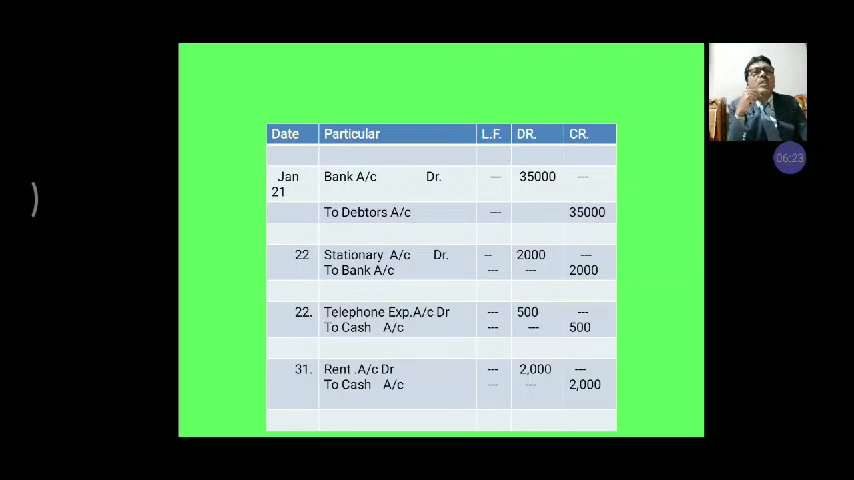 Date Particular L.F. DR. CR.
Jan Bank A/c Dr. --- 35000 ---
21
To Debtors A/c --- 35000
22 Stationary A/c Dr. -- 2000 ---
To Bank A/c --- --- 2000
22. Telephone Exp.A/c Dr --- 500 ---
To Cash A/c --- --- 500
31. Rent .A/c Dr --- 2,000 ---
To Cash A/c --- --- 2,000
06:23